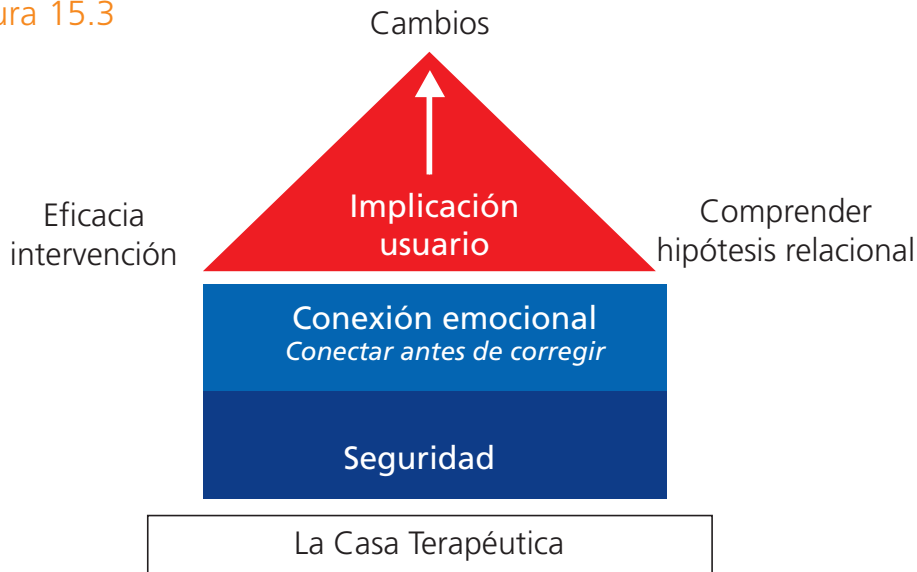 ura 15.3
Cambios
Implicación
usuario
Eficacia
intervención
Comprender
hipótesis relacional
Conexión emocional
Conectar antes de corregir
Seguridad
La Casa Terapéutica